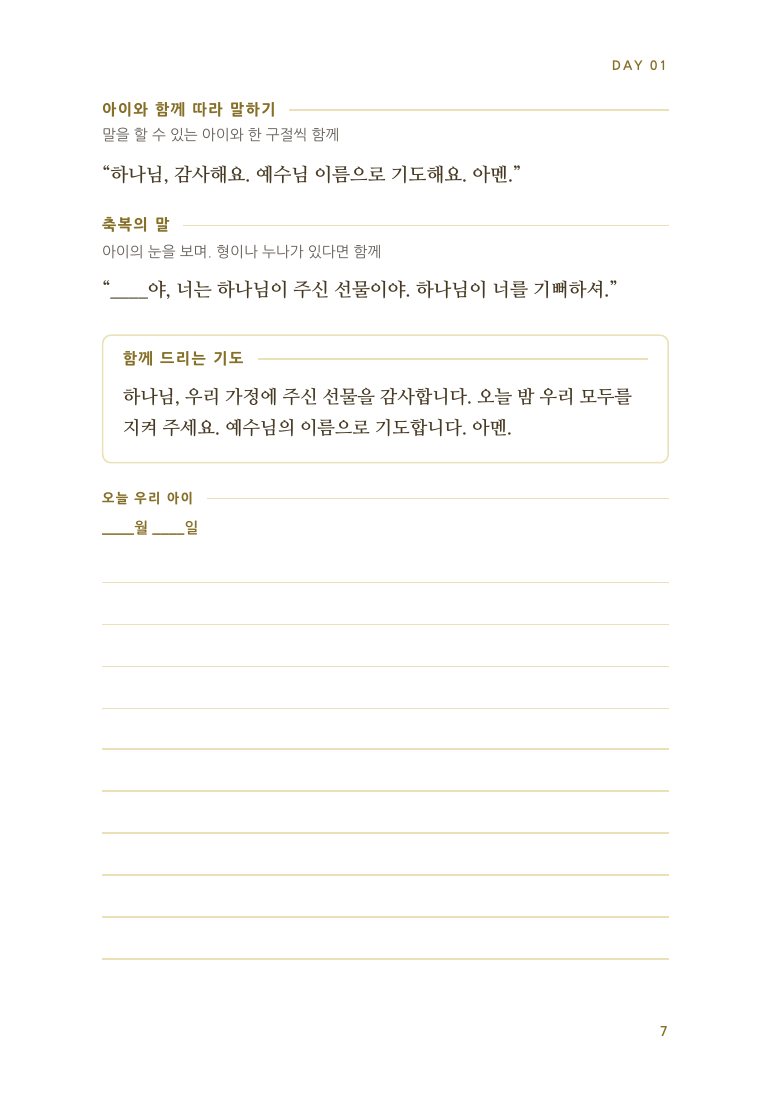 DAY 01
아이와 함께 따라 말하기
말을 할 수 있는 아이와 한 구절씩 함께
“하나님, 감사해요. 예수님 이름으로 기도해요. 아멘.”
축복의 말
아이의 눈을 보며. 형이나 누나가 있다면 함께
“____야, 너는 하나님이 주신 선물이야. 하나님이 너를 기뻐하셔.”
함께 드리는 기도
하나님, 우리 가정에 주신 선물을 감사합니다. 오늘 밤 우리 모두를
지켜 주세요. 예수님의 이름으로 기도합니다. 아멘.
오늘 우리 아이
____월 ____일
7